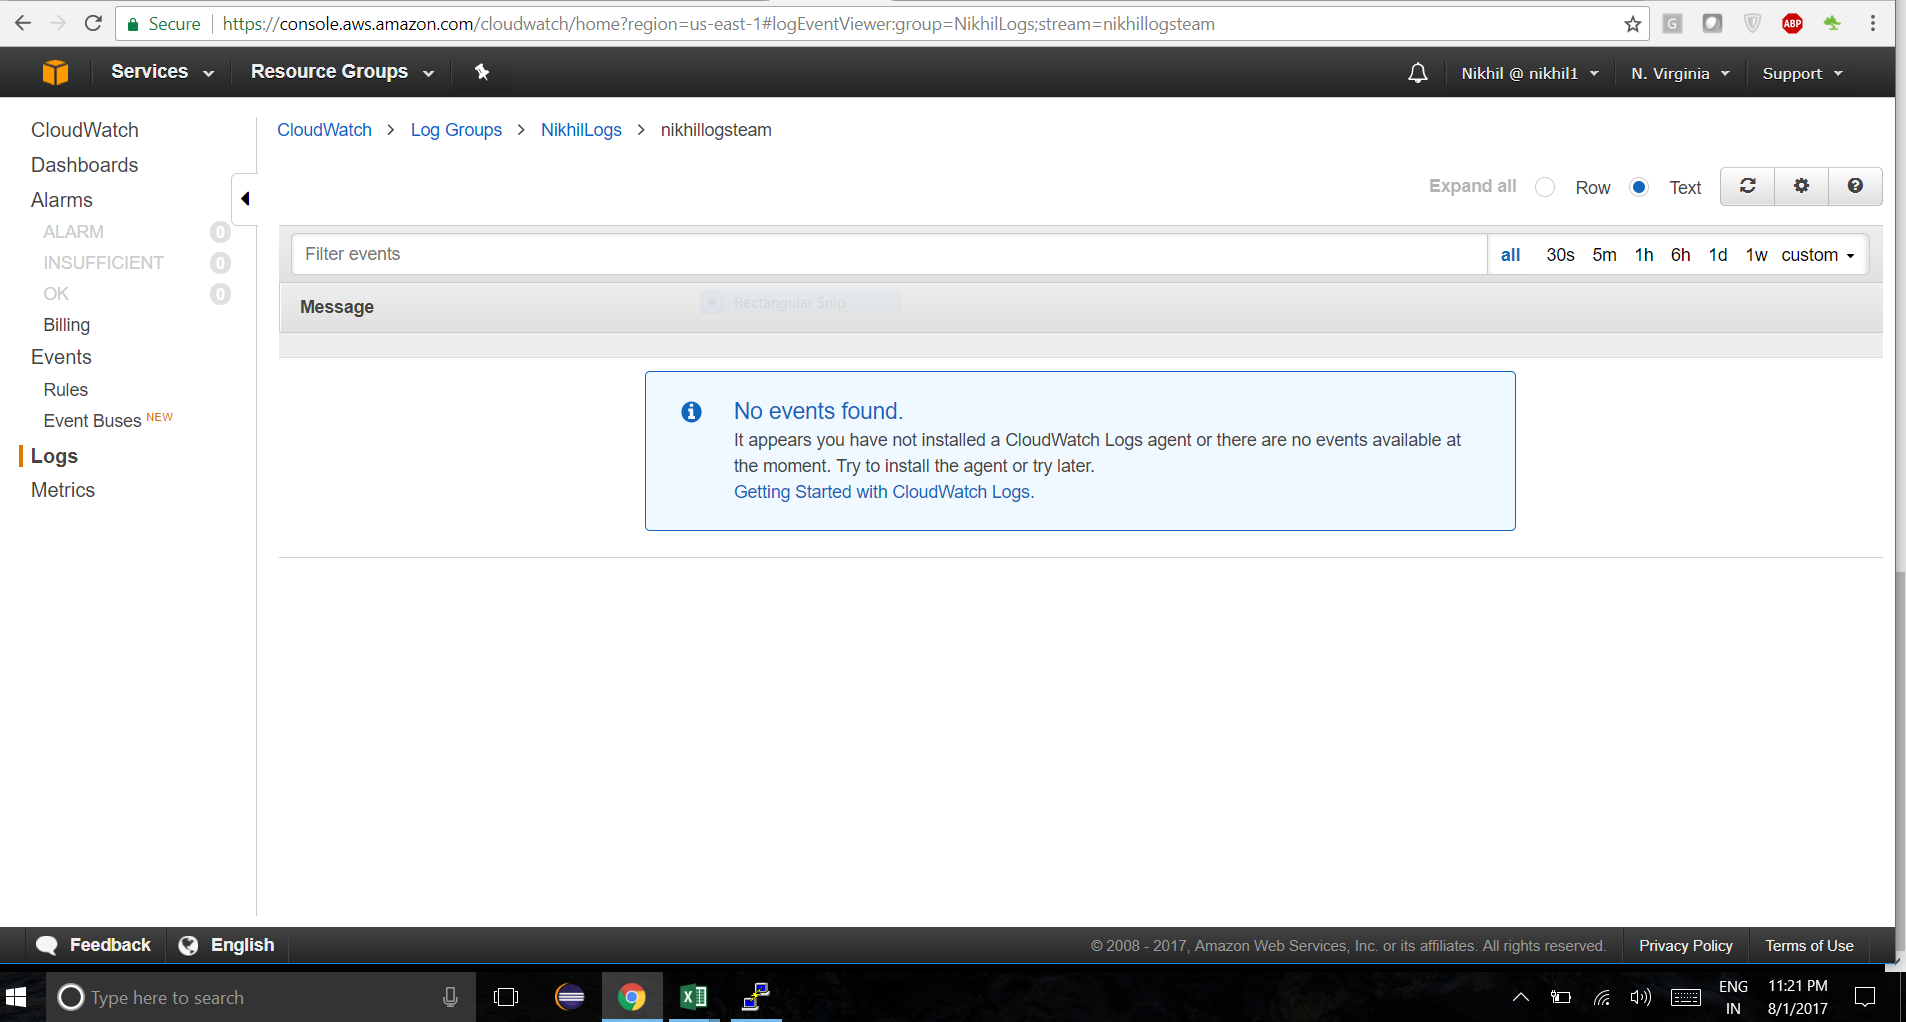 Secure https://console.aws.amazon.com/cloudwatch/home?region=us-east-1#logEventViewer:group=NikhilLogs;stream=nikhillogsteam
G
ABP
Services Resource Groups Nikhil @ nikhil1 N. Virginia Support
CloudWatch
Dashboards
Alarms
ALARM 0
INSUFFICIENT 0
OK 0
Billing
Events
Rules
Event Buses NEW
Logs
Metrics
CloudWatch > Log Groups > NikhilLogs > nikhillogsteam
Expand all Row Text
Filter events all 30s 5m 1h 6h 1d 1w custom
Rectangular Snip
Message
No events found.
It appears you have not installed a CloudWatch Logs agent or there are no events available at
the moment. Try to install the agent or try later.
Getting Started with CloudWatch Logs.
Feedback English © 2008 - 2017, Amazon Web Services, Inc. or its affiliates. All rights reserved. Privacy Policy Terms of Use
Type here to search
ENG
IN
11:21 PM
8/1/2017